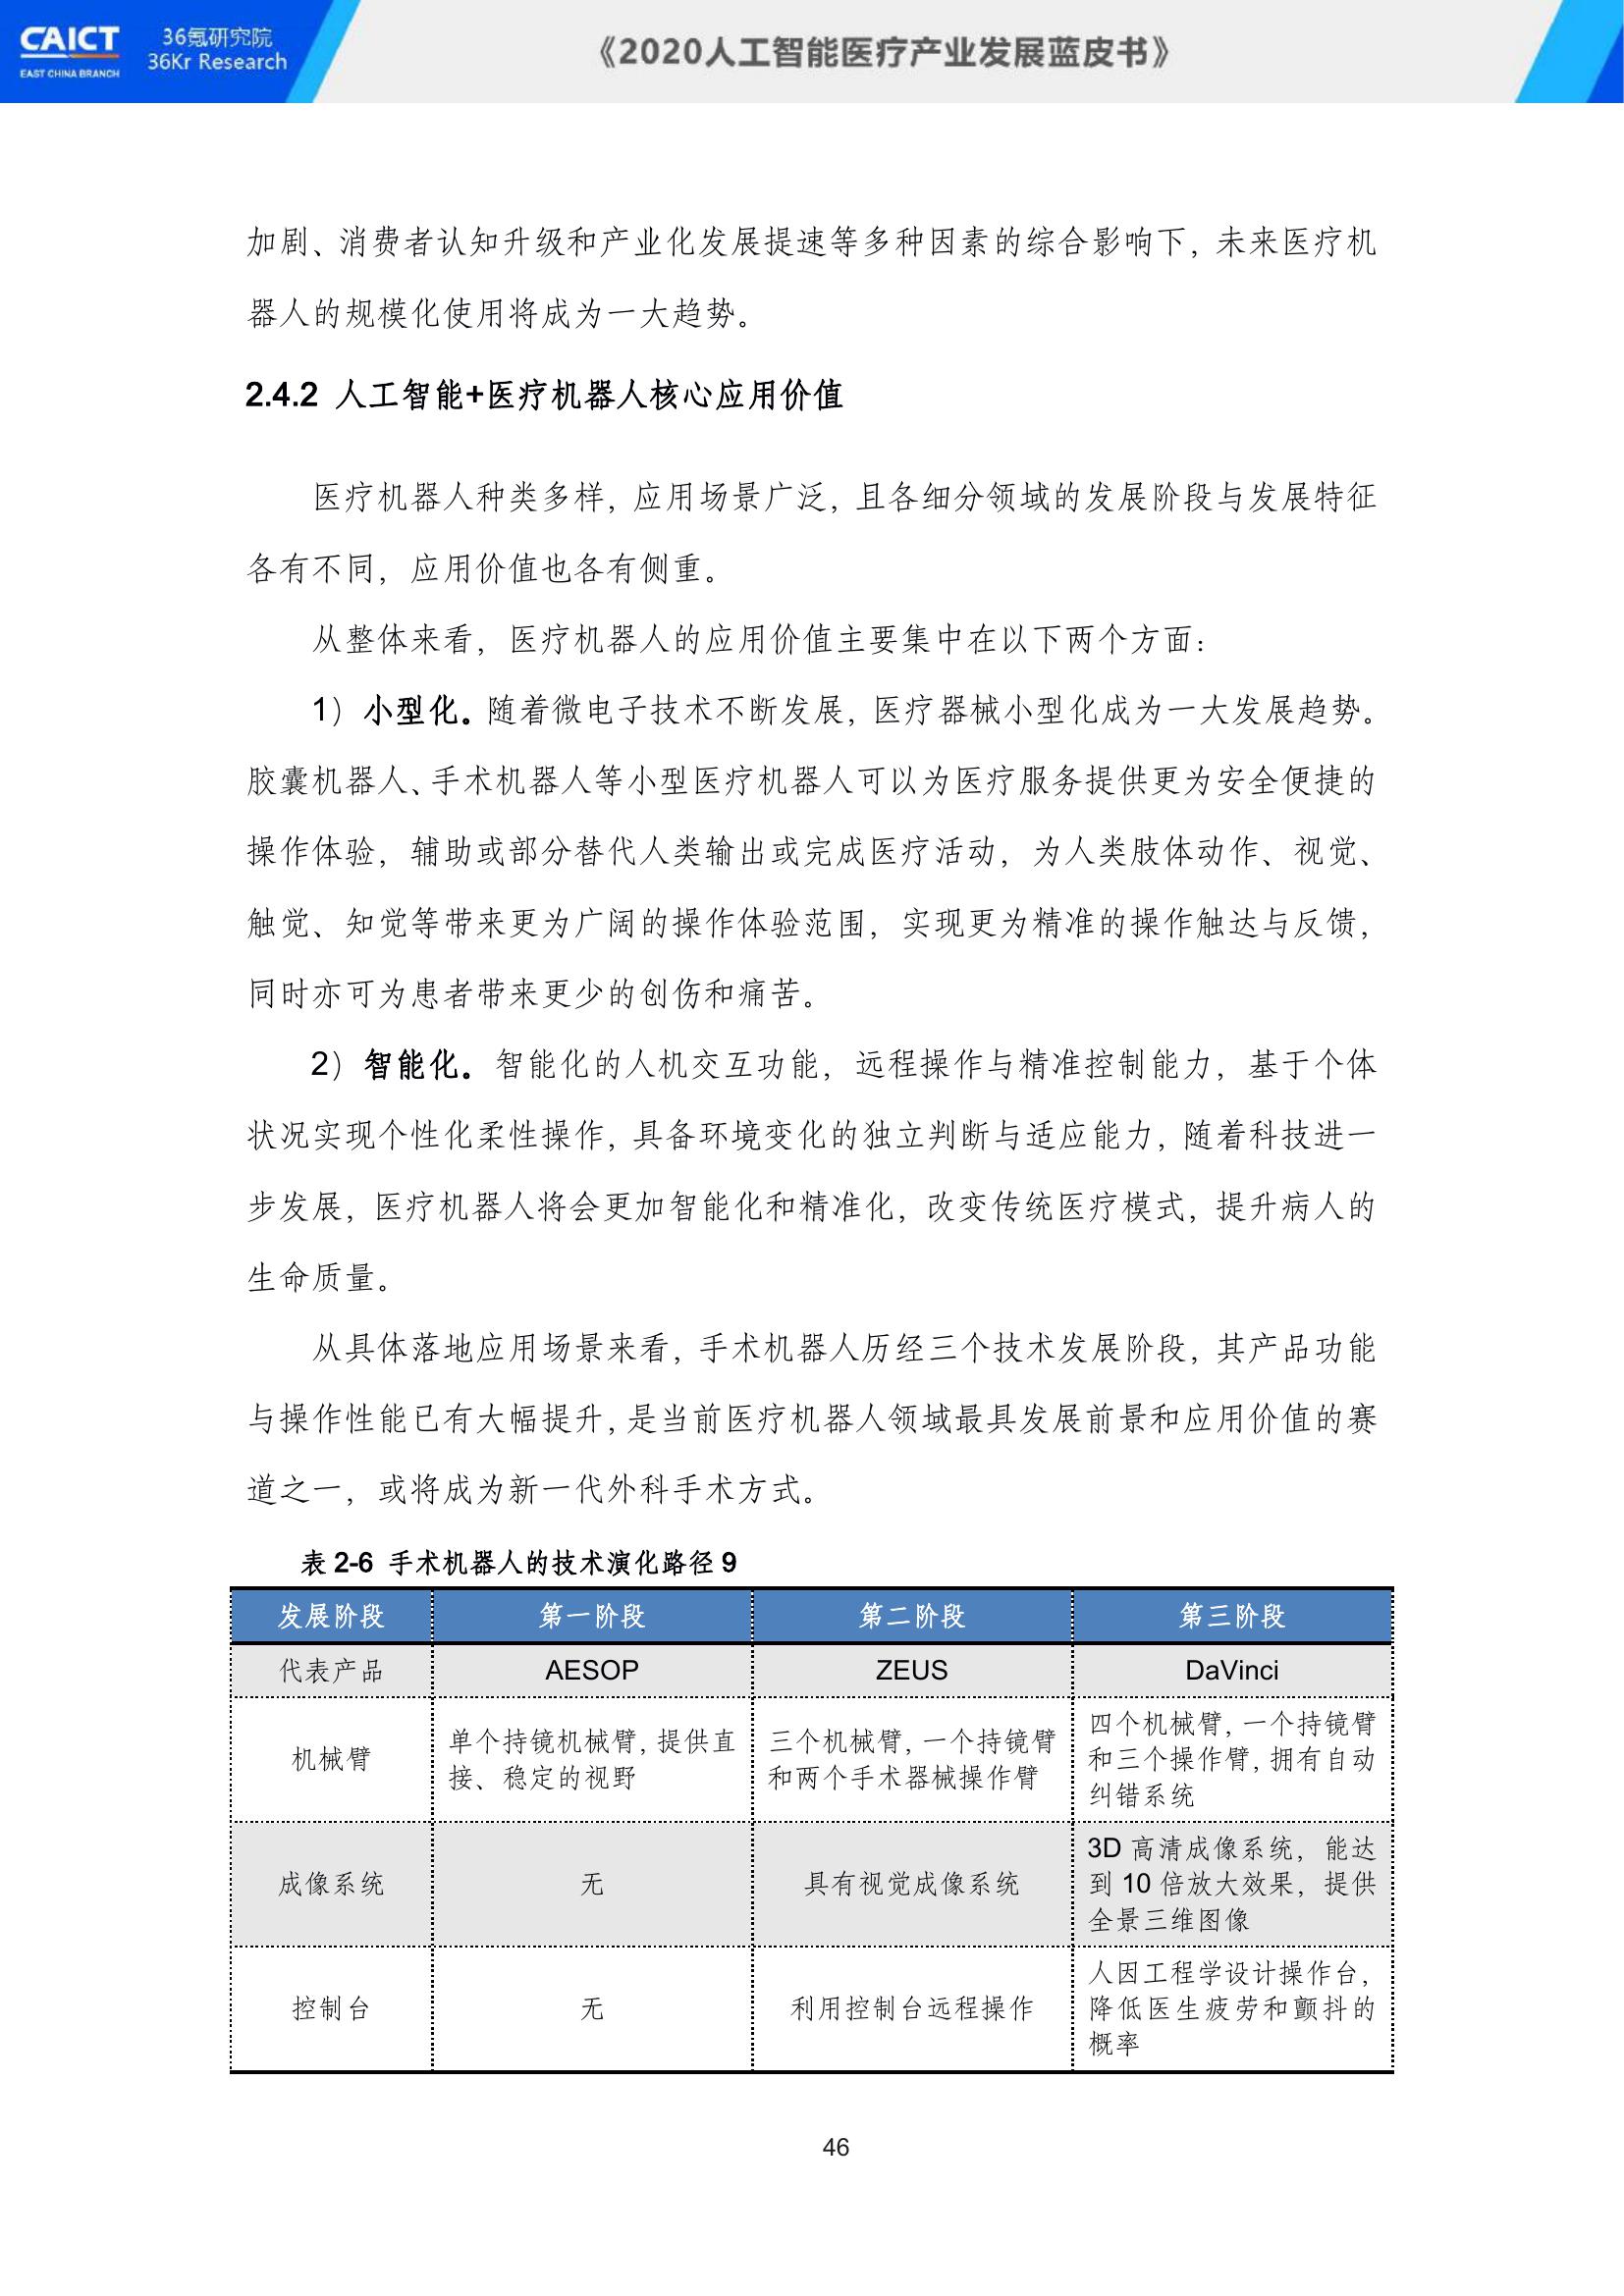 CAICT
EAST CHINA BRANCH
36氪研究院
36Kr Research
《2020人工智能医疗产业发展蓝皮书》
加剧、消费者认知升级和产业化发展提速等多种因素的综合影响下，未来医疗机
器人的规模化使用将成为一大趋势。
2.4.2 人工智能+医疗机器人核心应用价值
医疗机器人种类多样，应用场景广泛，且各细分领域的发展阶段与发展特征
各有不同，应用价值也各有侧重。
从整体来看，医疗机器人的应用价值主要集中在以下两个方面：
1）小型化。随着微电子技术不断发展，医疗器械小型化成为一大发展趋势。
胶囊机器人、手术机器人等小型医疗机器人可以为医疗服务提供更为安全便捷的
操作体验，辅助或部分替代人类输出或完成医疗活动，为人类肢体动作、视觉、
触觉、知觉等带来更为广阔的操作体验范围，实现更为精准的操作触达与反馈，
同时亦可为患者带来更少的创伤和痛苦。
2）智能化。智能化的人机交互功能，远程操作与精准控制能力，基于个体
状况实现个性化柔性操作，具备环境变化的独立判断与适应能力，随着科技进一
步发展，医疗机器人将会更加智能化和精准化，改变传统医疗模式，提升病人的
生命质量。
从具体落地应用场景来看，手术机器人历经三个技术发展阶段，其产品功能
与操作性能已有大幅提升，是当前医疗机器人领域最具发展前景和应用价值的赛
道之一，或将成为新一代外科手术方式。
表 2-6 手术机器人的技术演化路径 9
发展阶段 第一阶段 第二阶段 第三阶段
代表产品 AESOP ZEUS DaVinci
机械臂
单个持镜机械臂，提供直
接、稳定的视野
三个机械臂，一个持镜臂
和两个手术器械操作臂
四个机械臂，一个持镜臂
和三个操作臂，拥有自动
纠错系统
成像系统
无
具有视觉成像系统
3D 高清成像系统，能达
到 10 倍放大效果，提供
全景三维图像
控制台
无
利用控制台远程操作
人因工程学设计操作台，
降低医生疲劳和颤抖的
概率
46